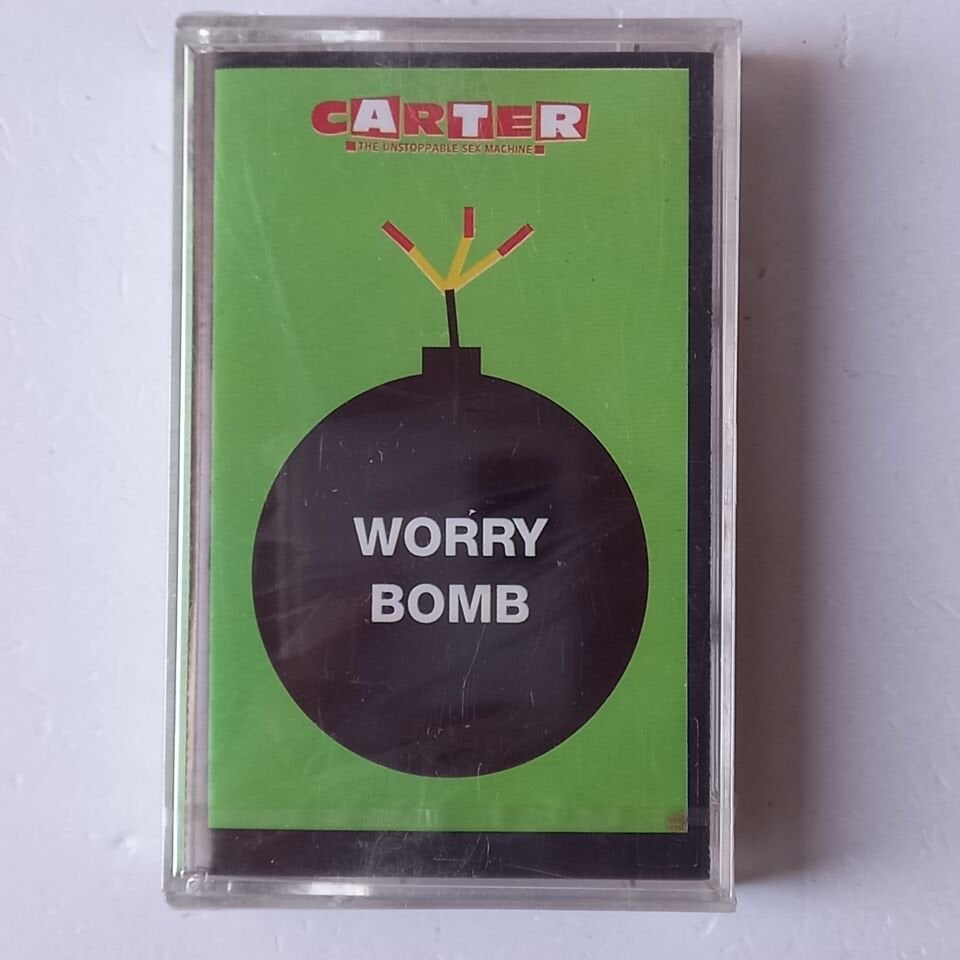 CARTER
THE UNSTOPPABLE SEX MACHINE
WORRY
BOMB